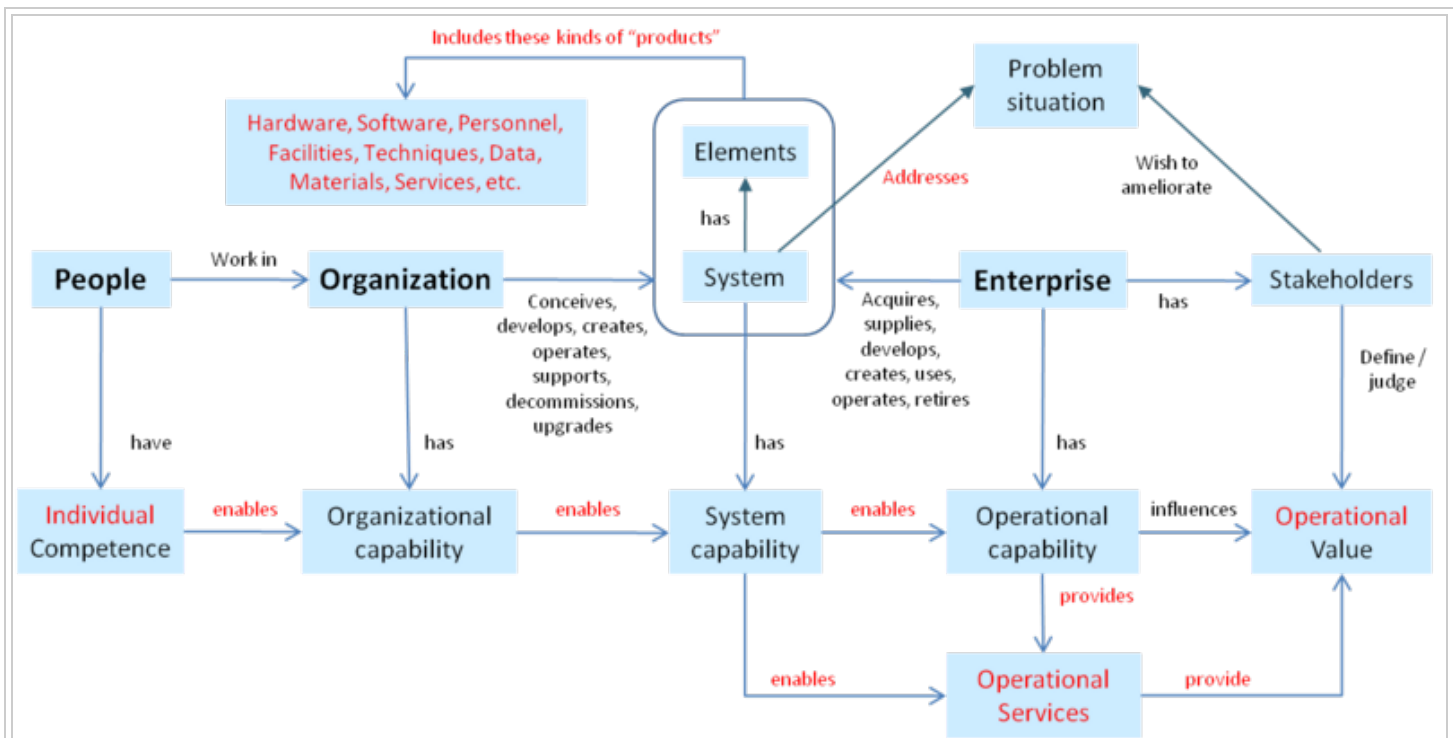 Includes these kinds of “products”
Problem
situation
Hardware, Software, Personnel,
Facilities, Techniques, Data,
Materials, Services, etc.
Elements
Addresses
Wish to
ameliorate
has
People
Work in
Organization
Conceives,
develops, creates,
operates,
supports,
decommissions,
upgrades
System
Acquires,
supplies,
develops,
creates, uses,
operates, retires
Enterprise
has
Stakeholders
Define /
judge
have
has
has
has
Individual
Competence
enables
Organizational
capability
enables
System
capability
enables
Operational
capability
influences
Operational
Value
provides
enables
Operational
Services
provide